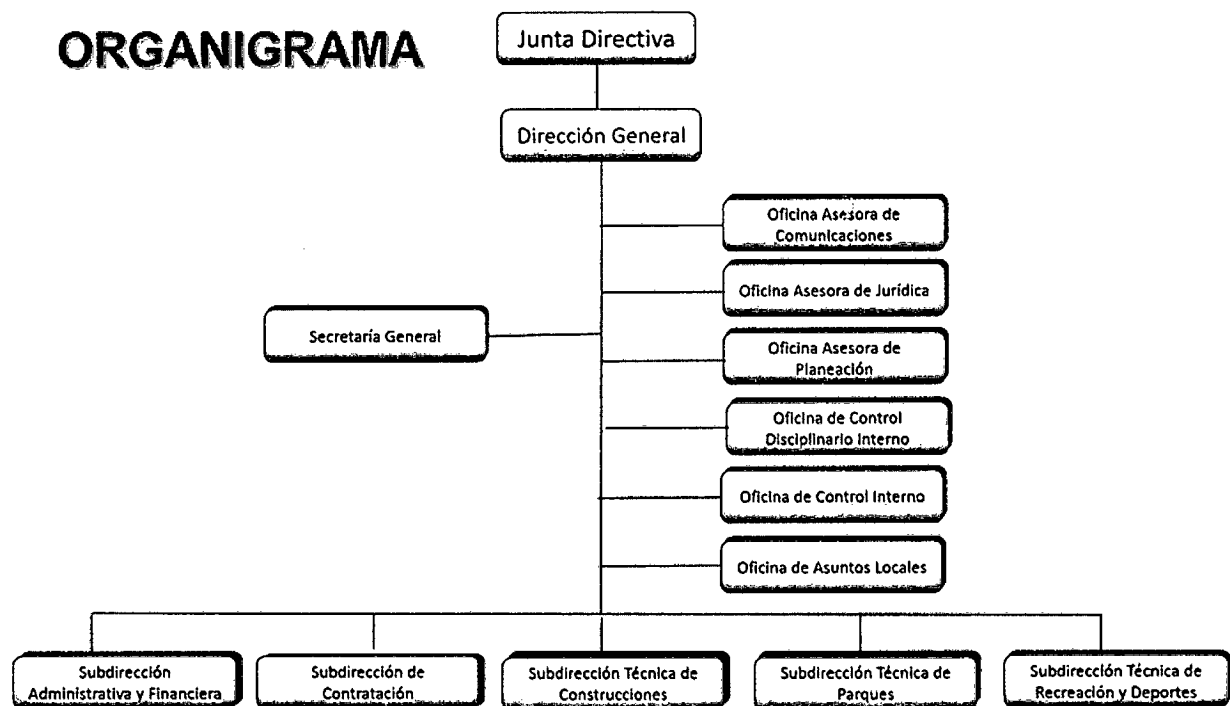 ORGANIGRAMA
Junta Directiva
Dirección General
Oficina Asesora de
Comunicaciones
Oficina Asesora de Jurídica
Secretaría General
Oficina Asesora de
Planeación
Oficina de Control
Disciplinario Interno
Oficina de Control Interno
Oficina de Asuntos Locales
Subdirección
Administrativa y Financiera
Subdirección de
Contratación
Subdirección Técnica de
Construcciones
Subdirección Técnica de
Parques
Subdirección Técnica de
Recreación y Deportes